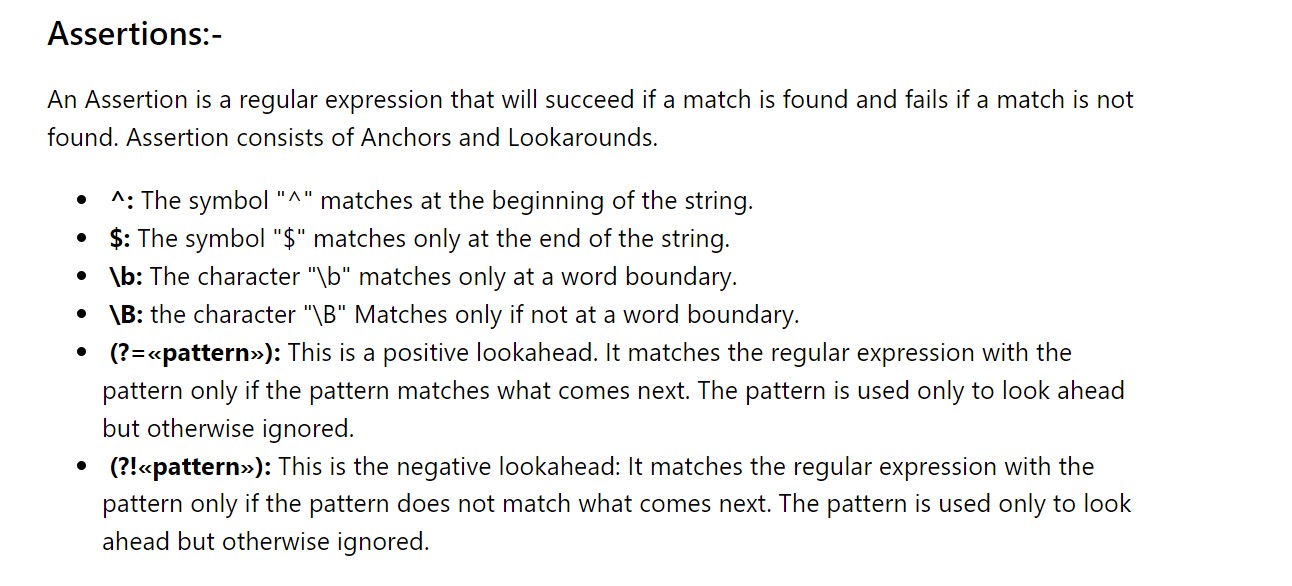 Assertions:-
An Assertion is a regular expression that will succeed if a match is found and fails if a match is not
found. Assertion consists of Anchors and Lookarounds.
• ^: The symbol "^" matches at the beginning of the string.
• $: The symbol "$" matches only at the end of the string.
• \b: The character "\b" matches only at a word boundary.
• \B: the character "\B" Matches only if not at a word boundary.
• (?=«pattern»): This is a positive lookahead. It matches the regular expression with the
pattern only if the pattern matches what comes next. The pattern is used only to look ahead
but otherwise ignored.
• (?!«pattern»): This is the negative lookahead: It matches the regular expression with the
pattern only if the pattern does not match what comes next. The pattern is used only to look
ahead but otherwise ignored.